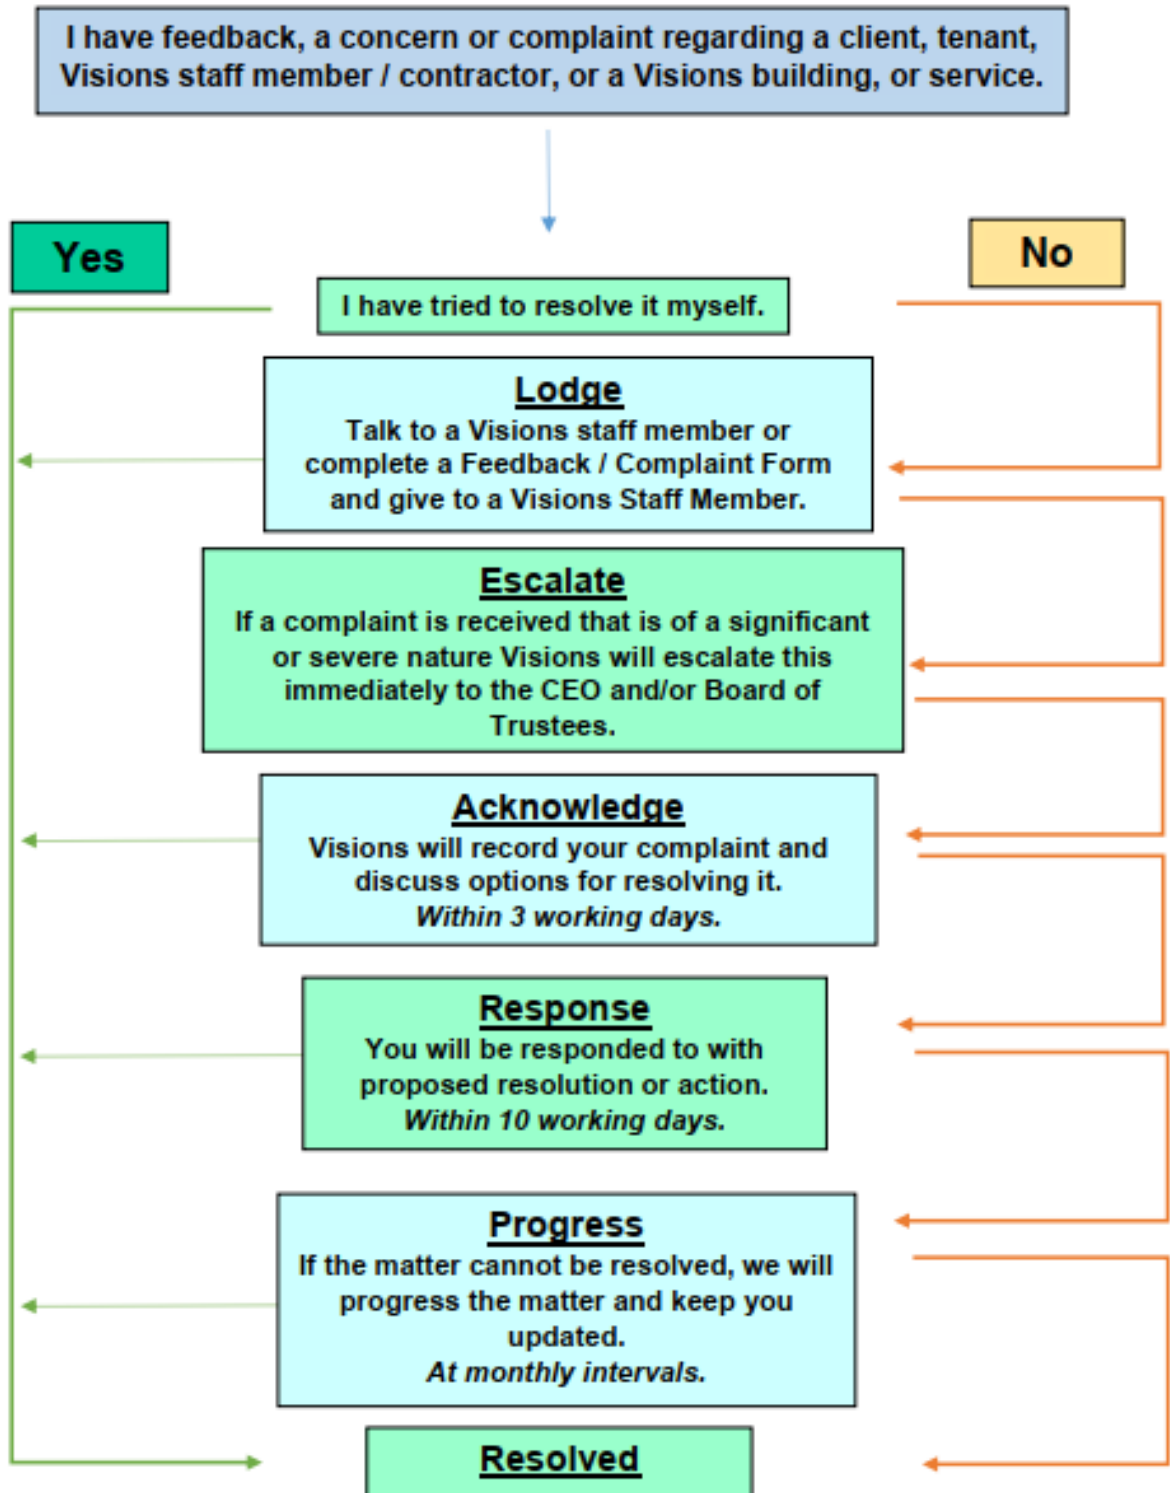 I have feedback, a concern or complaint regarding a client, tenant,
Visions staff member / contractor, or a Visions building, or service.
Yes
No
I have tried to resolve it myself.
Lodge
Talk to a Visions staff member or
complete a Feedback / Complaint Form
and give to a Visions Staff Member.
Escalate
If a complaint is received that is of a significant
or severe nature Visions will escalate this
immediately to the CEO and/or Board of
Trustees.
Acknowledge
Visions will record your complaint and
discuss options for resolving it.
Within 3 working days.
Response
You will be responded to with
proposed resolution or action.
Within 10 working days.
Progress
If the matter cannot be resolved, we will
progress the matter and keep you
updated.
At monthly intervals.
Resolved